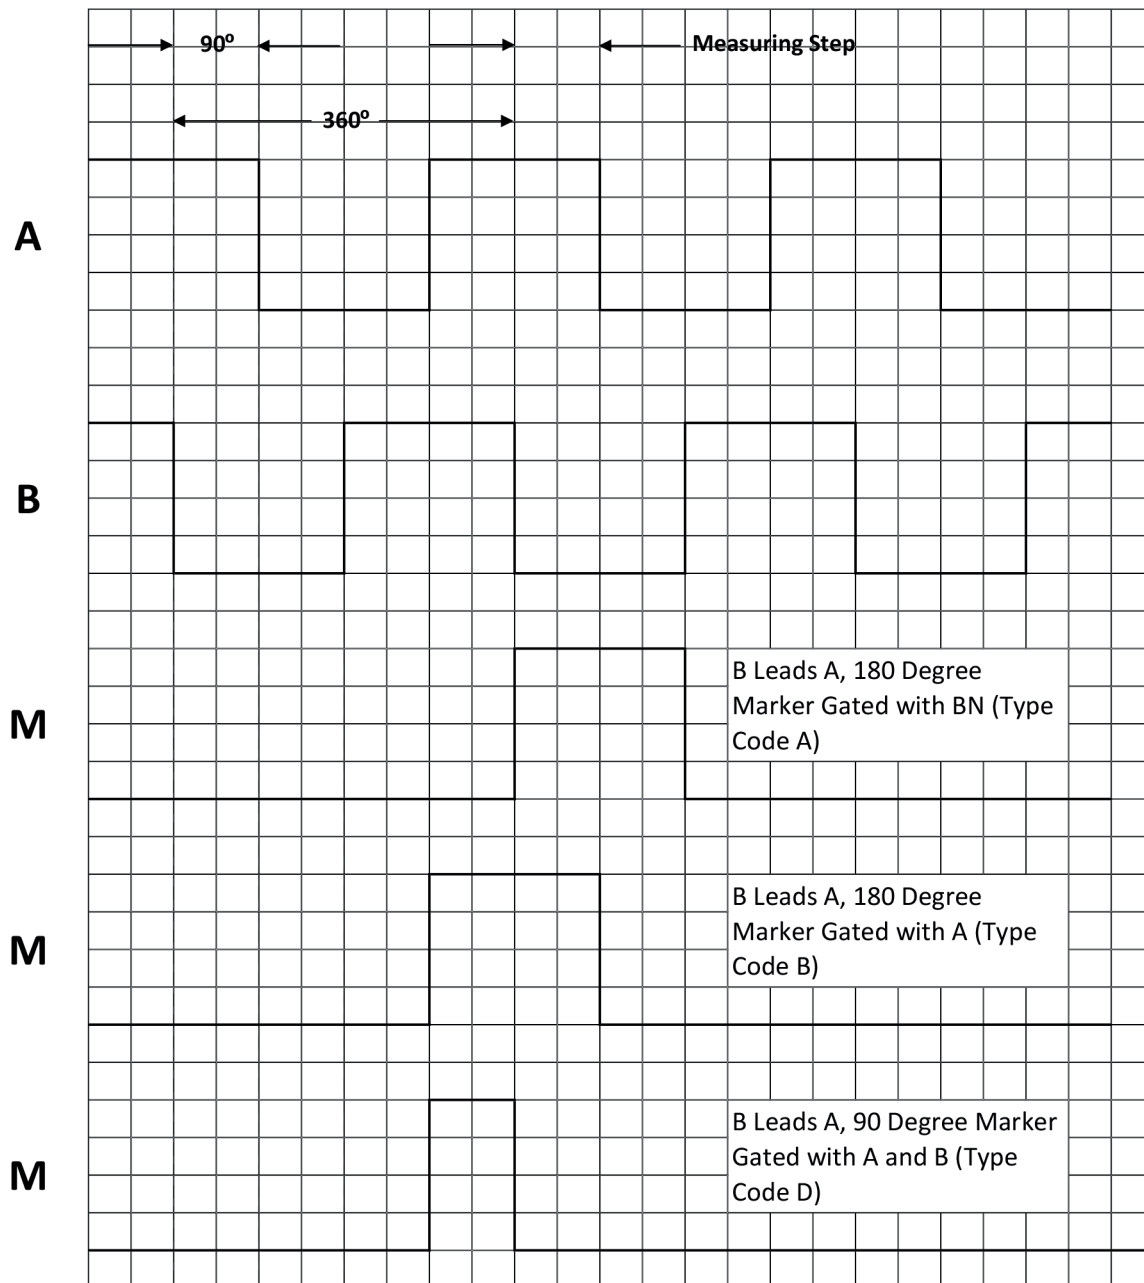 90º
Measuring Step
360º
A
B
M
B Leads A, 180 Degree
Marker Gated with BN (Type
Code A)
M
B Leads A, 180 Degree
Marker Gated with A (Type
Code B)
M
B Leads A, 90 Degree Marker
Gated with A and B (Type
Code D)